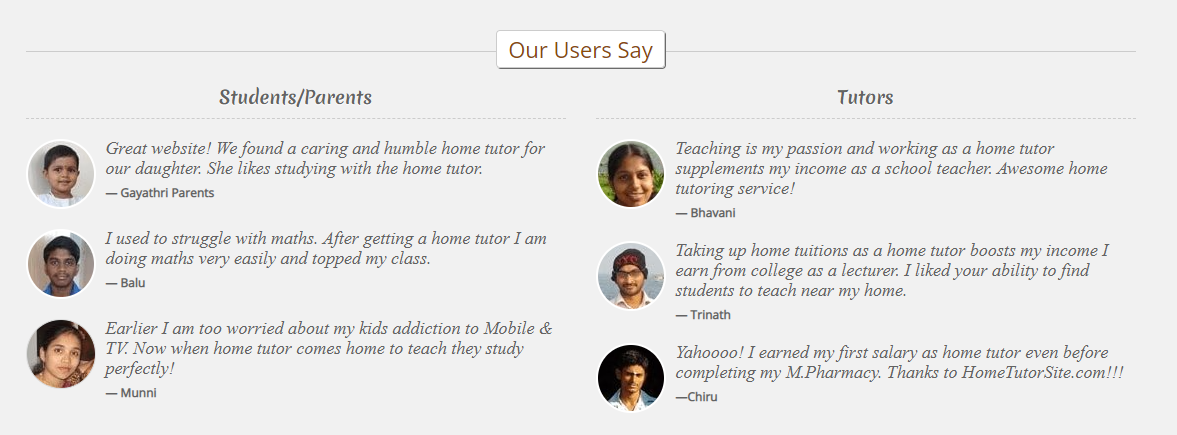 Our Users Say
Students/Parents
Great website! We found a caring and humble home tutor for
our daughter. She likes studying with the home tutor.
— Gayathri Parents
I used to struggle with maths. After getting a home tutor I am
doing maths very easily and topped my class.
— Balu
Earlier I am too worried about my kids addiction to Mobile &
TV. Now when home tutor comes home to teach they study
perfectly!
— Munni
Tutors
Teaching is my passion and working as a home tutor
supplements my income as a school teacher. Awesome home
tutoring service!
— Bhavani
Taking up home tuitions as a home tutor boosts my income I
earn from college as a lecturer. I liked your ability to find
students to teach near my home.
— Trinath
Yahoooo! I earned my first salary as home tutor even before
completing my M.Pharmacy. Thanks to HomeTutorSite.com!!!
—Chiru